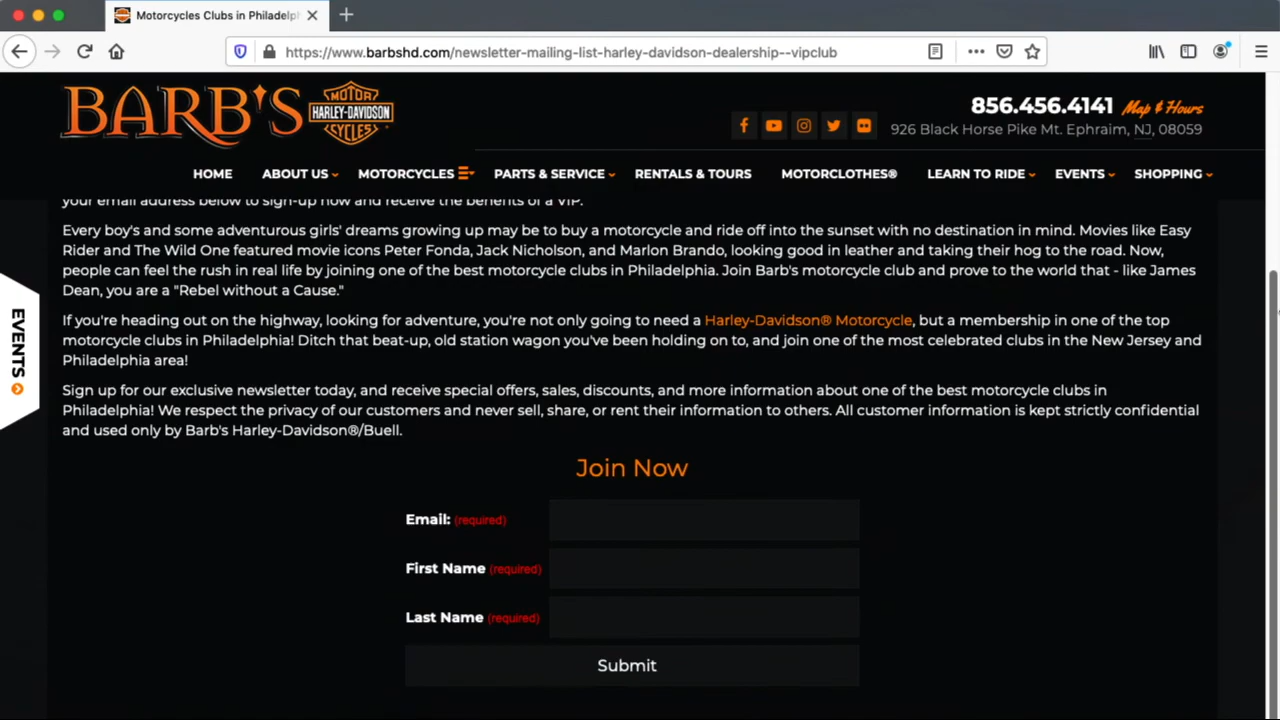 Motorcycles Clubs in Philadelph
https://www.barbshd.com/newsletter-mailing-list-harley-davidson-dealership--vipclub
BARB'S
MOTOR
HARLEY-DAVIDSON
CYCLES
856.456.4141 Map & Hours
926 Black Horse Pike Mt. Ephraim, NJ, 08059
HOME ABOUT US MOTORCYCLES PARTS & SERVICE RENTALS & TOURS MOTORCLOTHES® LEARN TO RIDE EVENTS SHOPPING
your email address below to sign-up now and receive the benefits of a VIP.
Every boy's and some adventurous girls' dreams growing up may be to buy a motorcycle and ride off into the sunset with no destination in mind. Movies like Easy
Rider and The Wild One featured movie icons Peter Fonda, Jack Nicholson, and Marlon Brando, looking good in leather and taking their hog to the road. Now,
people can feel the rush in real life by joining one of the best motorcycle clubs in Philadelphia. Join Barb's motorcycle club and prove to the world that - like James
Dean, you are a "Rebel without a Cause."
If you're heading out on the highway, looking for adventure, you're not only going to need a Harley-Davidson® Motorcycle, but a membership in one of the top
motorcycle clubs in Philadelphia! Ditch that beat-up, old station wagon you've been holding on to, and join one of the most celebrated clubs in the New Jersey and
Philadelphia area!
Sign up for our exclusive newsletter today, and receive special offers, sales, discounts, and more information about one of the best motorcycle clubs in
Philadelphia! We respect the privacy of our customers and never sell, share, or rent their information to others. All customer information is kept strictly confidential
and used only by Barb's Harley-Davidson®/Buell.
EVENTS
Join Now
Email: (required)
First Name (required)
Last Name (required)
Submit